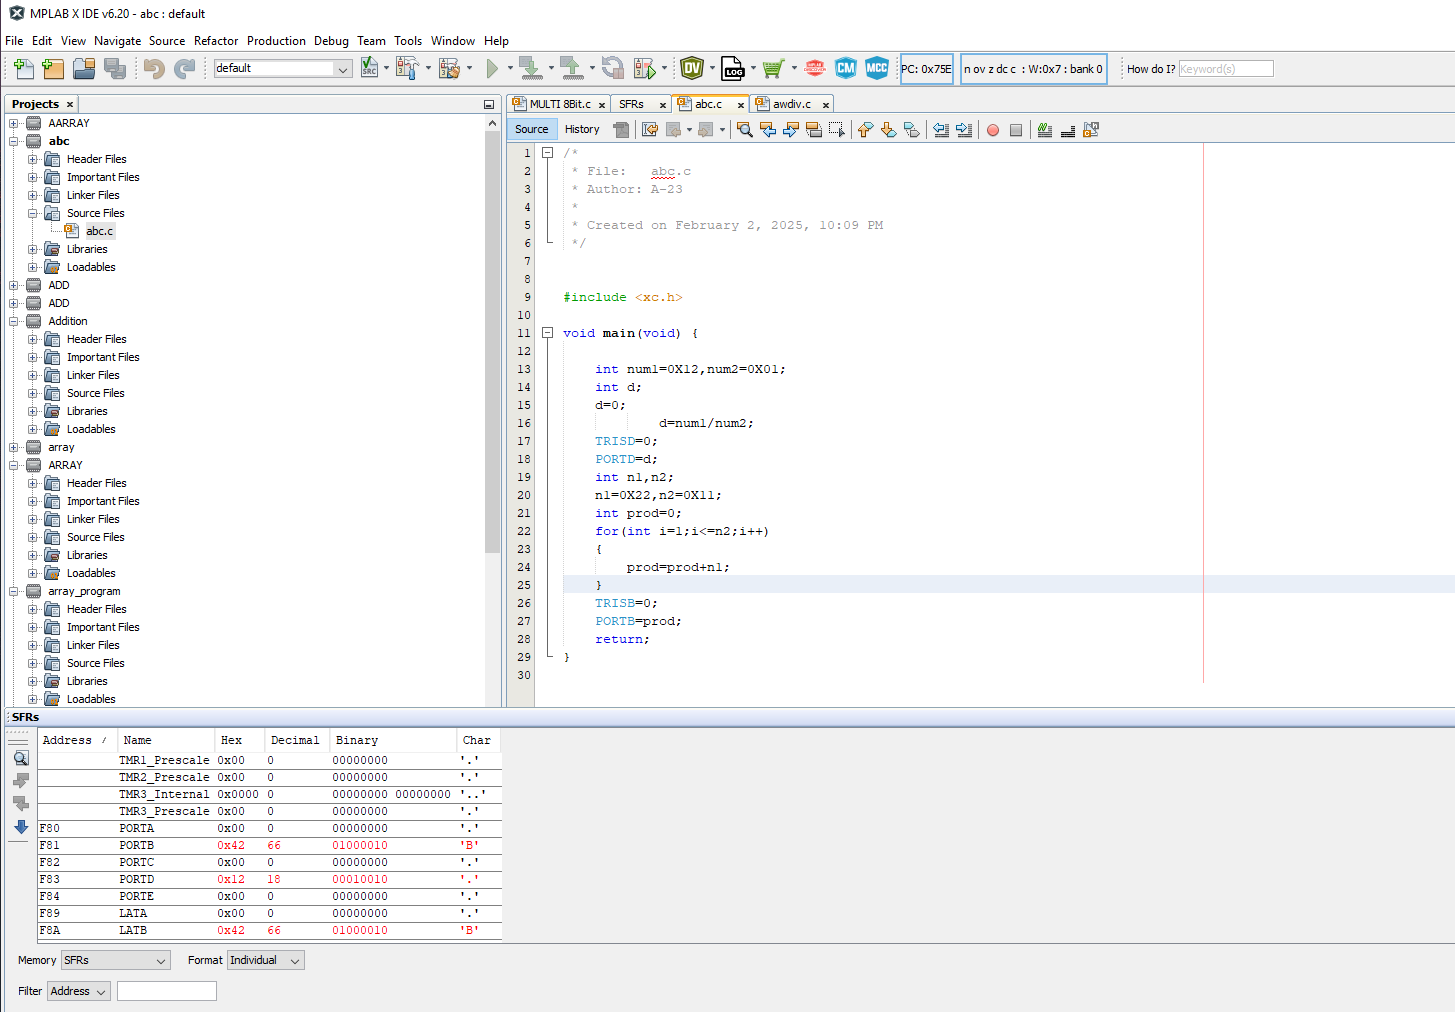 MPLAB X IDE v6.20 - abc : default
File Edit View Navigate Source Refactor Production Debug Team Tools Window Help
default
SRC
DV
LOG
CM
MCC
PC: 0x75E
n ov z dc c : W:0x7 : bank 0
How do I?
Keyword(s)
Projects
AARRAY
abc
Header Files
Important Files
Linker Files
Source Files
abc.c
Libraries
Loadables
ADD
ADD
Addition
Header Files
Important Files
Linker Files
Source Files
Libraries
Loadables
array
ARRAY
Header Files
Important Files
Linker Files
Source Files
Libraries
Loadables
array_program
Header Files
Important Files
Linker Files
Source Files
Libraries
Loadables
MULTI 8Bit.c SFRs abc.c awdiv.c
Source History
1 /*
2 * File: abc.c
3 * Author: A-23
4 *
5 * Created on February 2, 2025, 10:09 PM
6 */
7
8
9 #include <xc.h>
10
11 void main(void) {
12
13 int num1=0X12,num2=0X01;
14 int d;
15 d=0;
16 d=num1/num2;
17 TRISD=0;
18 PORTD=d;
19 int n1,n2;
20 n1=0X22,n2=0X11;
21 int prod=0;
22 for(int i=1;i<=n2;i++)
23 {
24 prod=prod+n1;
25 }
26 TRISB=0;
27 PORTB=prod;
28 return;
29 }
30
SFRs
Address / Name Hex Decimal Binary Char
TMR1_Prescale 0x00 0 00000000 '.'
TMR2_Prescale 0x00 0 00000000 '.'
TMR3_Internal 0x0000 0 00000000 00000000 '..'
TMR3_Prescale 0x00 0 00000000 '.'
F80 PORTA 0x00 0 00000000 '.'
F81 PORTB 0x42 66 01000010 'B'
F82 PORTC 0x00 0 00000000 '.'
F83 PORTD 0x12 18 00010010 '.'
F84 PORTE 0x00 0 00000000 '.'
F89 LATA 0x00 0 00000000 '.'
F8A LATB 0x42 66 01000010 'B'
Memory SFRs Format Individual
Filter Address